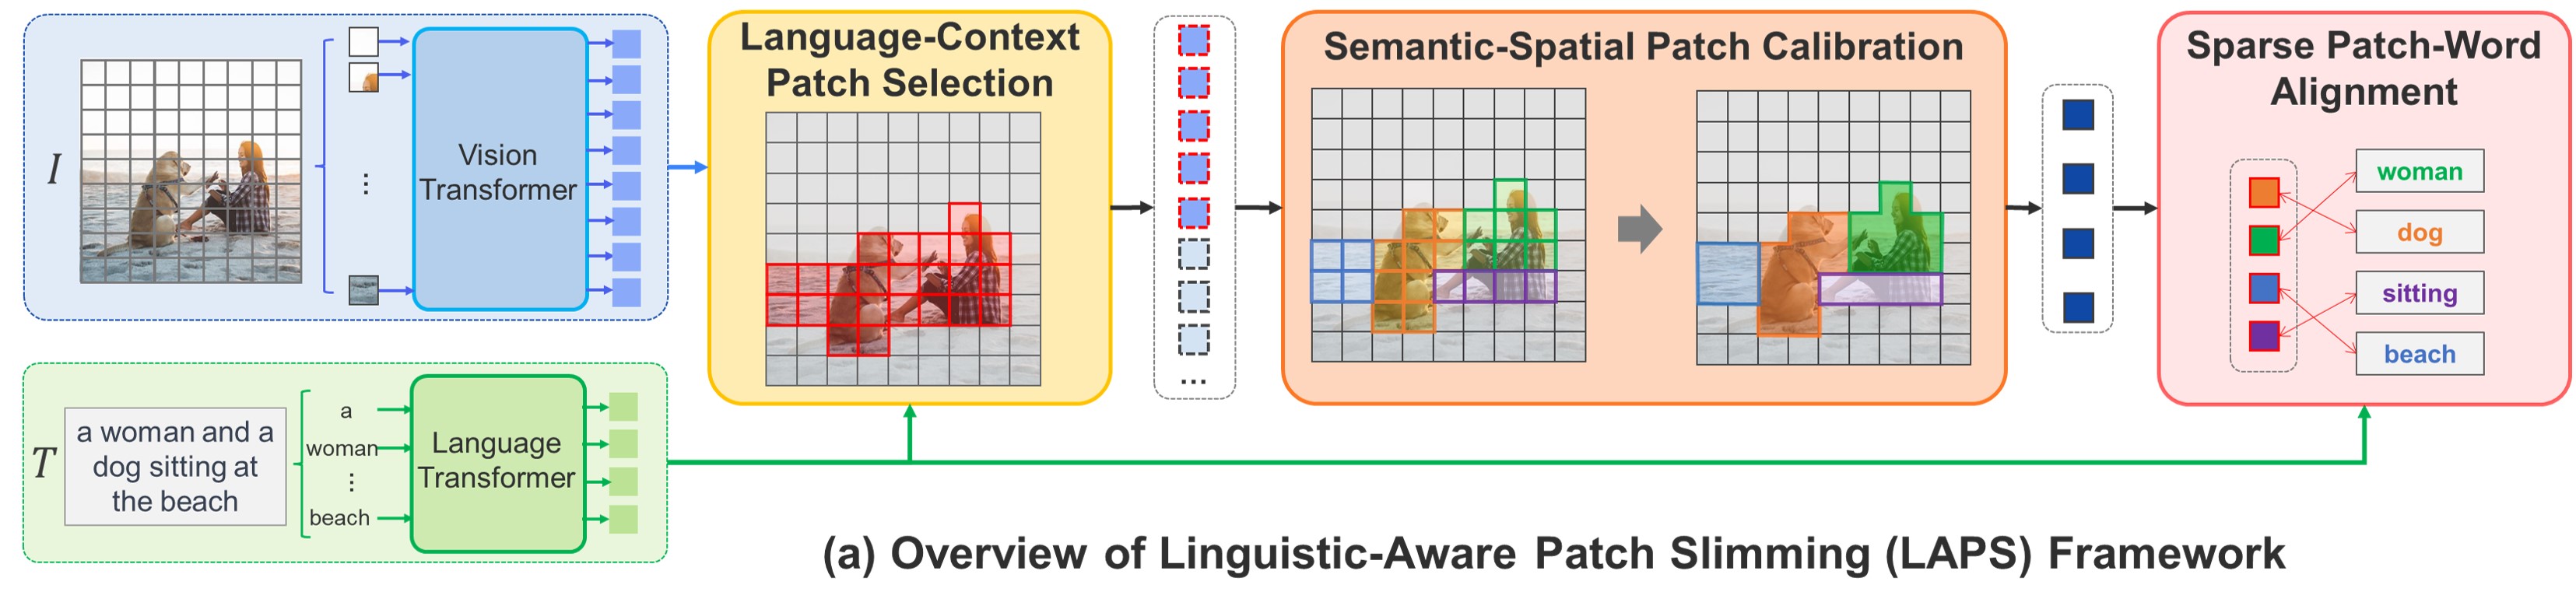 I
⋮
Vision
Transformer
T
a woman and a
dog sitting at
the beach
a
woman
⋮
beach
Language
Transformer
Language-Context
Patch Selection
...
Semantic-Spatial Patch Calibration
Sparse Patch-Word
Alignment
woman
dog
sitting
beach
(a) Overview of Linguistic-Aware Patch Slimming (LAPS) Framework